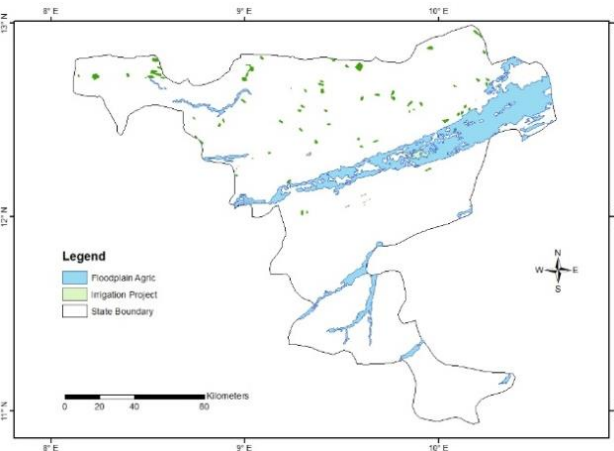 8° E 9° E 10° E
13° N
12° N
11° N
Legend
Floodplain Agric
Irrigation Project
State Boundary
N
W E
S
Kilometers
0 20 40 80
8° E 9° E 10° E